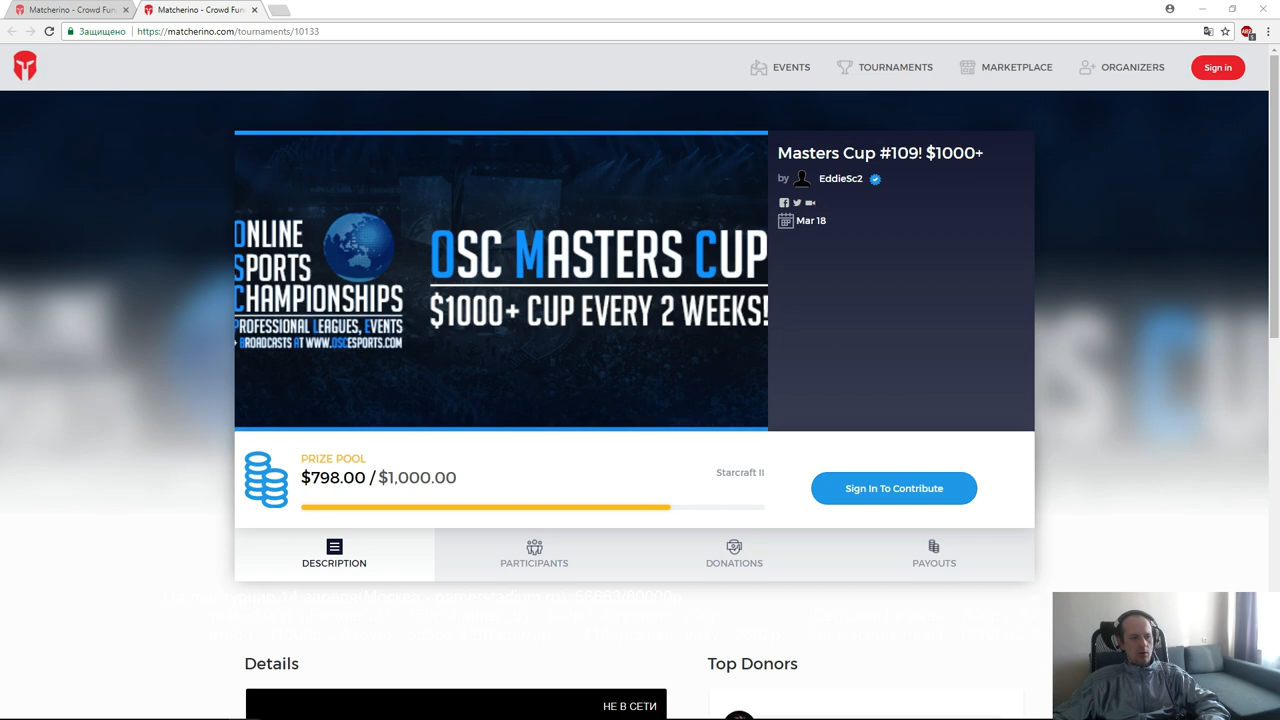 Matcherino - Crowd Fun
Matcherino - Crowd Fun
Защищено
https://matcherino.com/tournaments/10133
EVENTS
TOURNAMENTS
MARKETPLACE
ORGANIZERS
Sign in
ONLINE
SPORTS
CHAMPIONSHIPS
PROFESSIONAL LEAGUES, EVENTS
BROADCASTS AT WWW.OSCESPORTS.COM
OSC MASTERS CUP
$1000+ CUP EVERY 2 WEEKS!
Masters Cup #109! $1000+
by EddieSc2
Mar 18
PRIZE POOL
$798.00 / $1,000.00
Starcraft II
Sign In To Contribute
DESCRIPTION
PARTICIPANTS
DONATIONS
PAYOUTS
Details
Top Donors
НЕ В СЕТИ